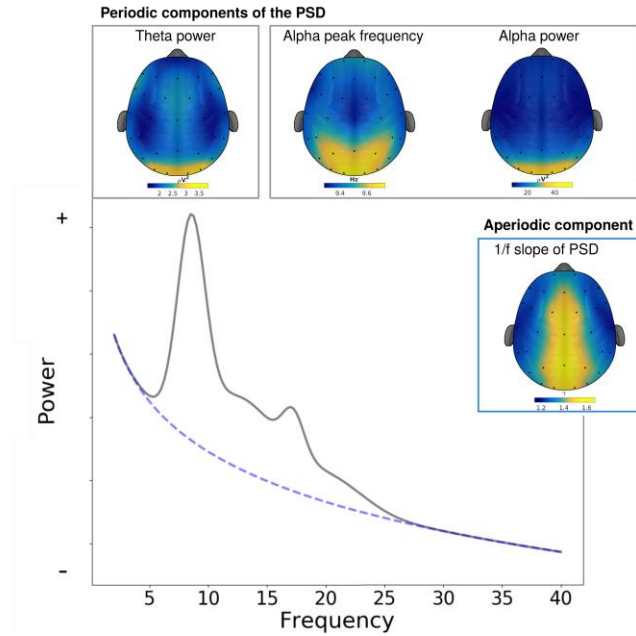 Periodic components of the PSD
Theta power
Alpha peak frequency
Alpha power
μV²
2 2.5 3 3.5
Hz
9.4 9.6
μV²
20 40
Aperiodic component
1/f slope of PSD
1.2 1.4 1.6
+
Power
-
5 10 15 20 25 30 35 40
Frequency